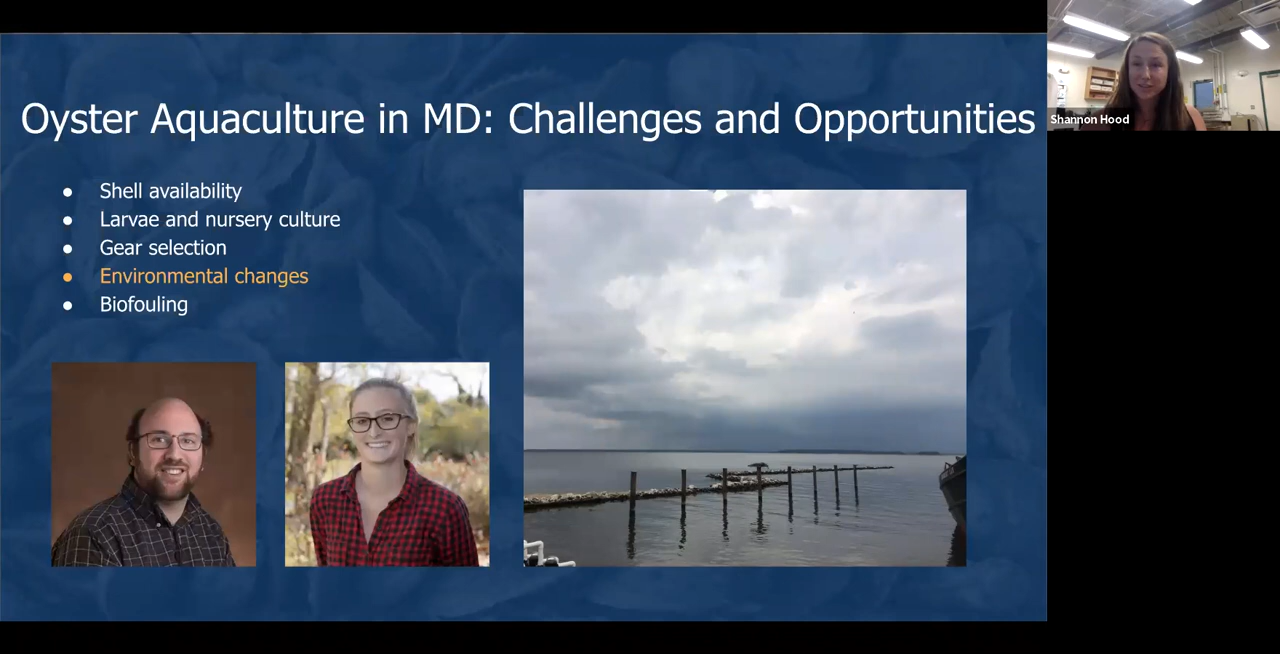 Oyster Aquaculture in MD: Challenges and Opportunities
Shannon Hood
● Shell availability
● Larvae and nursery culture
● Gear selection
● Environmental changes
● Biofouling